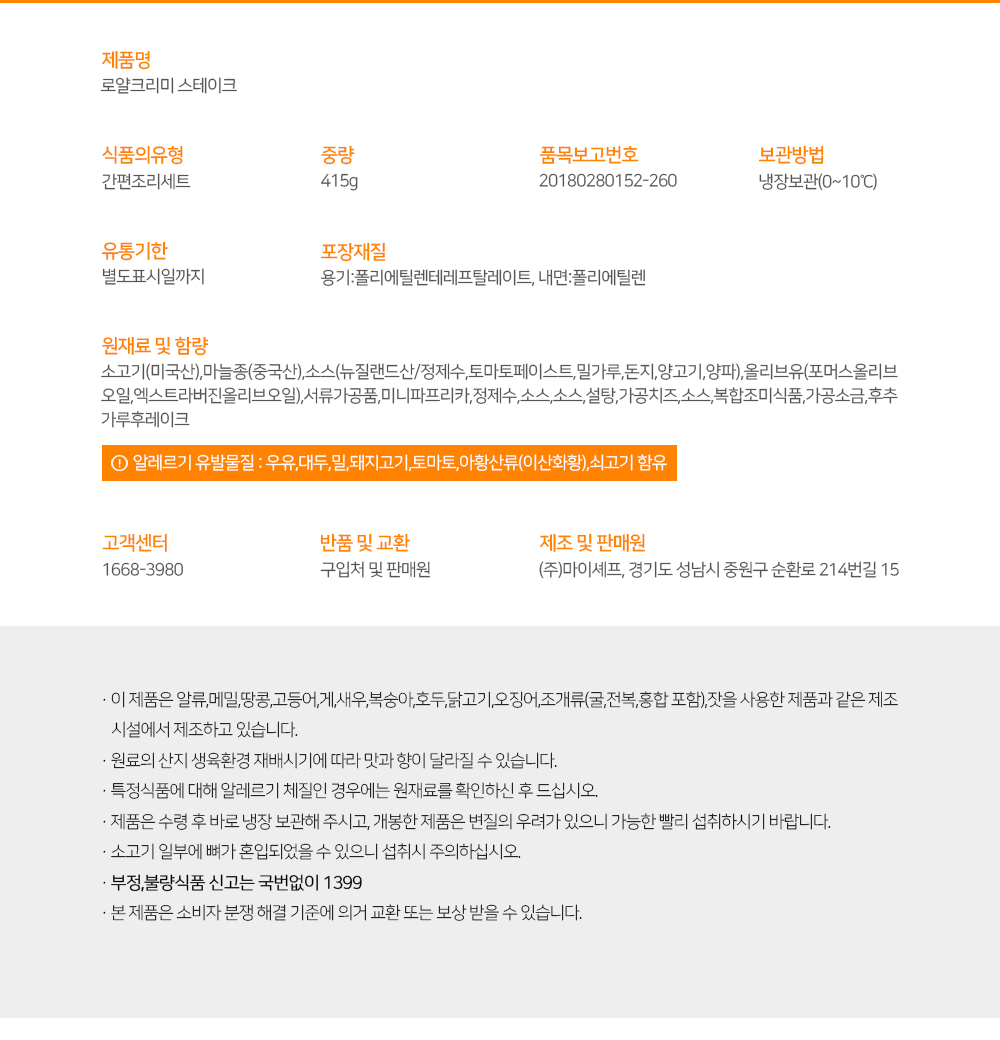 제품명
로얄크리미 스테이크
식품의유형
간편조리세트
중량
415g
품목보고번호
20180280152-260
보관방법
냉장보관(0~10℃)
유통기한
별도표시일까지
포장재질
용기:폴리에틸렌테레프탈레이트, 내면:폴리에틸렌
원재료 및 함량
소고기(미국산),마늘종(중국산),소스(뉴질랜드산/정제수,토마토페이스트,밀가루,돈지,양고기,양파),올리브유(포머스올리브
오일,엑스트라버진올리브오일),서류가공품,미니파프리카,정제수,소스,소스,설탕,가공치즈,소스,복합조미식품,가공소금,후추
가루후레이크
알레르기 유발물질 : 우유,대두,밀,돼지고기,토마토,아황산류(이산화황),쇠고기 함유
고객센터
1668-3980
반품 및 교환
구입처 및 판매원
제조 및 판매원
(주)마이셰프, 경기도 성남시 중원구 순환로 214번길 15
· 이 제품은 알류,메밀,땅콩,고등어,게,새우,복숭아,호두,닭고기,오징어,조개류(굴,전복,홍합 포함),잣을 사용한 제품과 같은 제조
시설에서 제조하고 있습니다.
· 원료의 산지 생육환경 재배시기에 따라 맛과 향이 달라질 수 있습니다.
· 특정식품에 대해 알레르기 체질인 경우에는 원재료를 확인하신 후 드십시오.
· 제품은 수령 후 바로 냉장 보관해 주시고, 개봉한 제품은 변질의 우려가 있으니 가능한 빨리 섭취하시기 바랍니다.
· 소고기 일부에 뼈가 혼입되었을 수 있으니 섭취시 주의하십시오.
· 부정,불량식품 신고는 국번없이 1399
· 본 제품은 소비자 분쟁 해결 기준에 의거 교환 또는 보상 받을 수 있습니다.